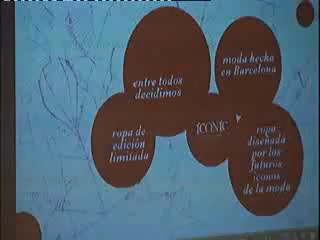 entre todos
decidimos
moda hecha
en Barcelona
ropa de
edición
limitada
ICONIC
ropa
diseñada
por los
futuros
iconos
de la moda